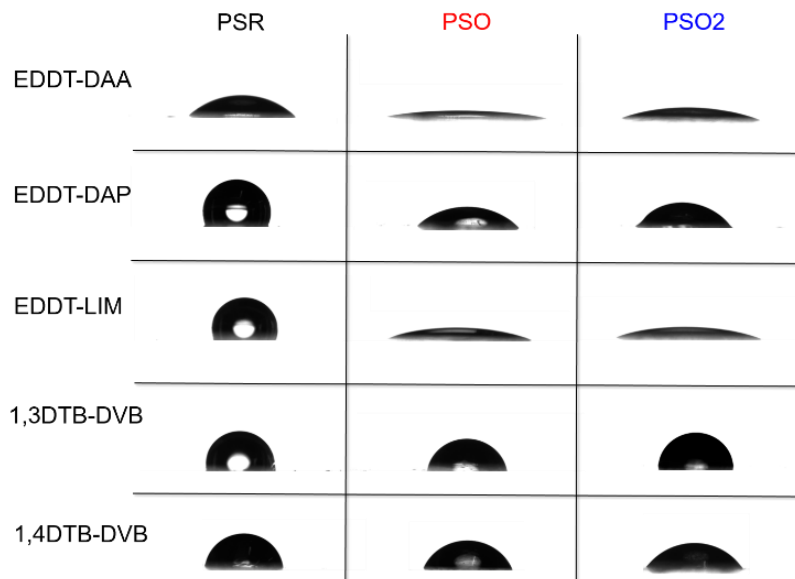 PSR PSO PSO2
EDDT-DAA
EDDT-DAP
EDDT-LIM
1,3DTB-DVB
1,4DTB-DVB